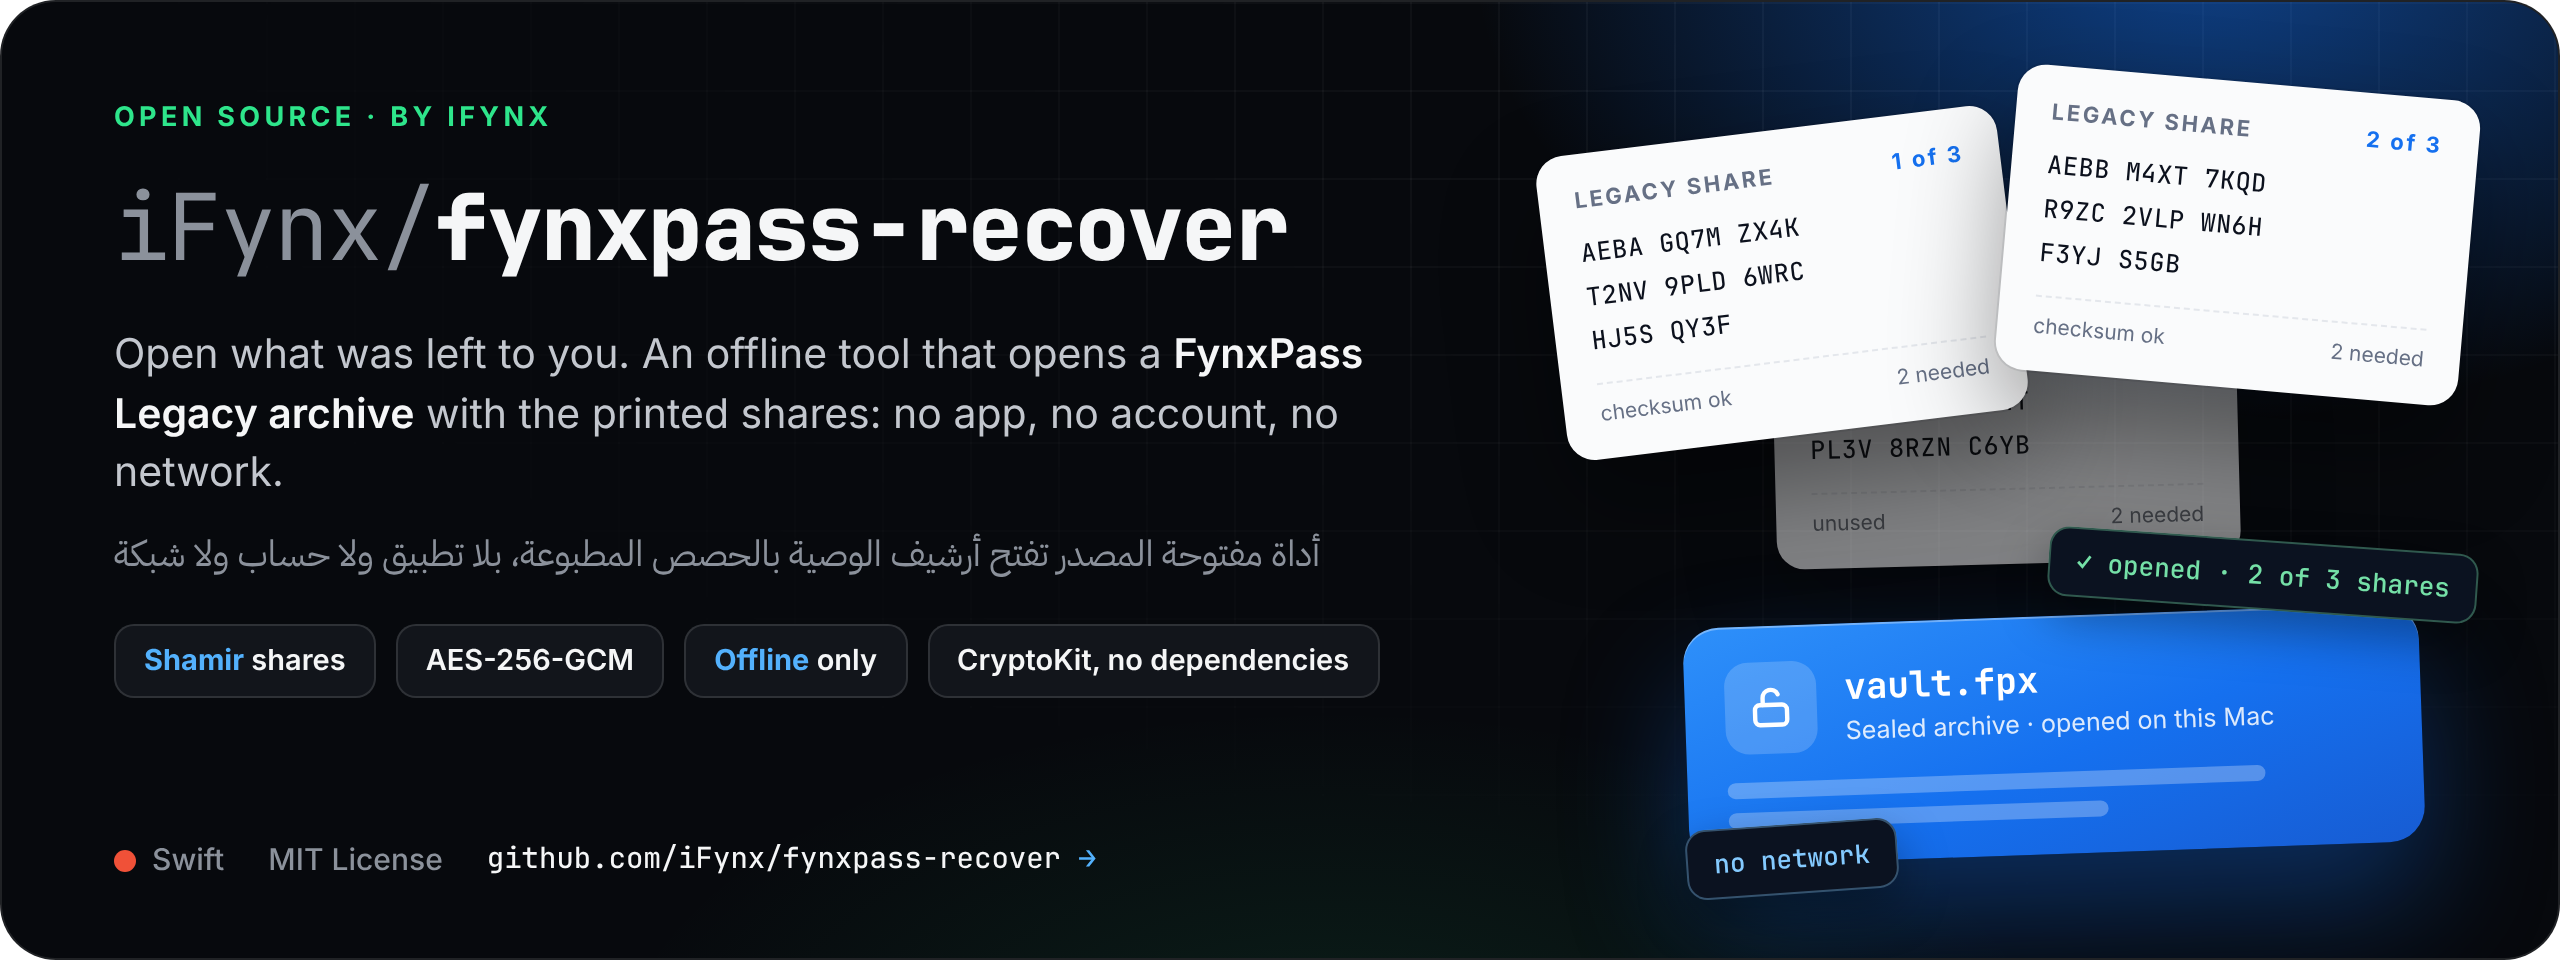 OPEN SOURCE · BY IFYNX
iFynx/fynxpass-recover
Open what was left to you. An offline tool that opens a FynxPass
Legacy archive with the printed shares: no app, no account, no
network.
أداة مفتوحة المصدر تفتح أرشيف الوصية بالحصص المطبوعة، بلا تطبيق ولا حساب ولا شبكة
Shamir shares
AES-256-GCM
Offline only
CryptoKit, no dependencies
Swift
MIT License
github.com/iFynx/fynxpass-recover →
LEGACY SHARE
1 of 3
AEBA GQ7M ZX4K
T2NV 9PLD 6WRC
HJ5S QY3F
checksum ok
2 needed
LEGACY SHARE
2 of 3
AEBB M4XT 7KQD
R9ZC 2VLP WN6H
F3YJ S5GB
checksum ok
2 needed
PL3V 8RZN C6YB
unused
2 needed
✓ opened · 2 of 3 shares
vault.fpx
Sealed archive · opened on this Mac
no network